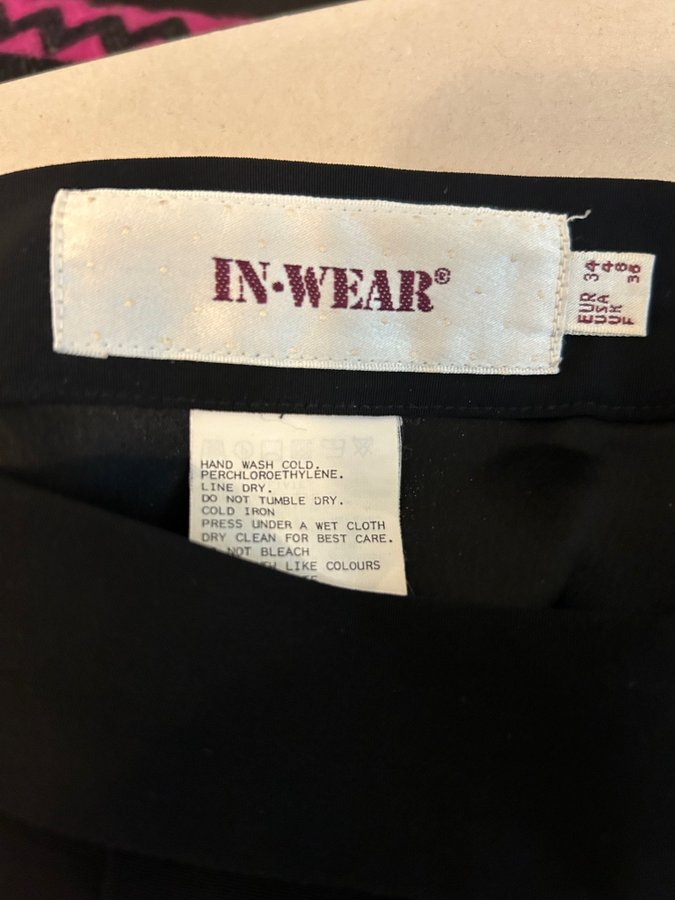 IN·WEAR®
EUR 34
USA 4
UK 8
F 36
HAND WASH COLD.
PERCHLOROETHYLENE.
LINE DRY.
DO NOT TUMBLE DRY.
COLD IRON
PRESS UNDER A WET CLOTH
DRY CLEAN FOR BEST CARE.
NOT BLEACH
LIKE COLOURS